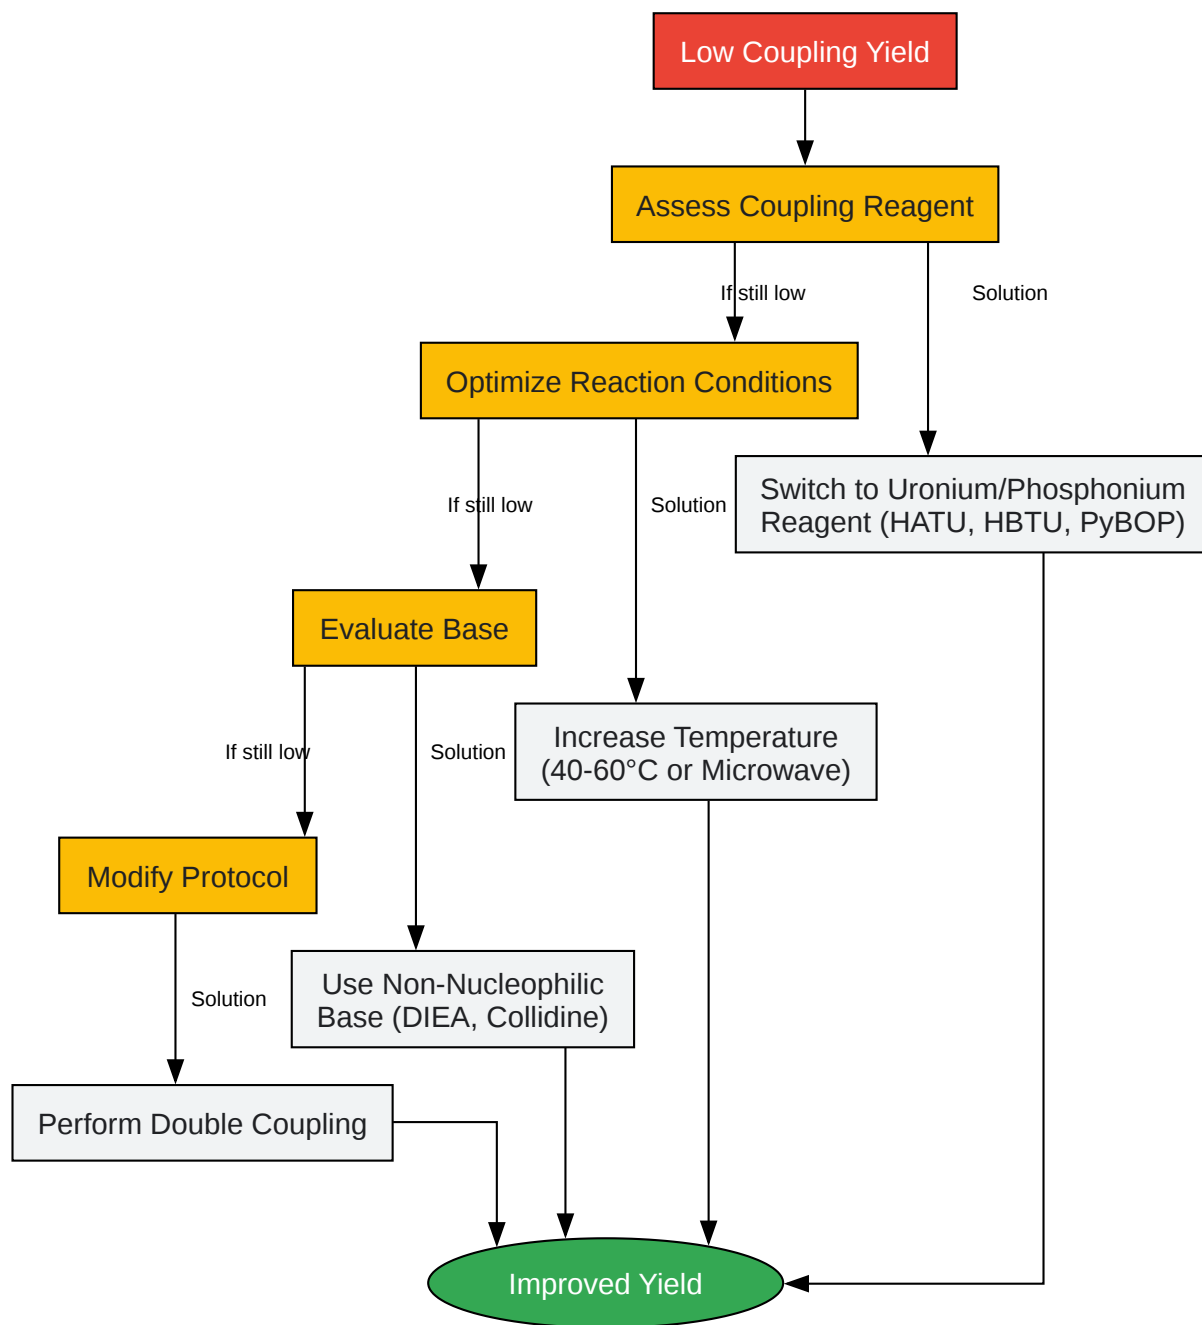 Low Coupling Yield
Assess Coupling Reagent
If still low
Solution
Optimize Reaction Conditions
Switch to Uronium/Phosphonium
Reagent (HATU, HBTU, PyBOP)
If still low
Solution
Evaluate Base
Increase Temperature
(40-60°C or Microwave)
If still low
Solution
Modify Protocol
Use Non-Nucleophilic
Base (DIEA, Collidine)
Solution
Perform Double Coupling
Improved Yield